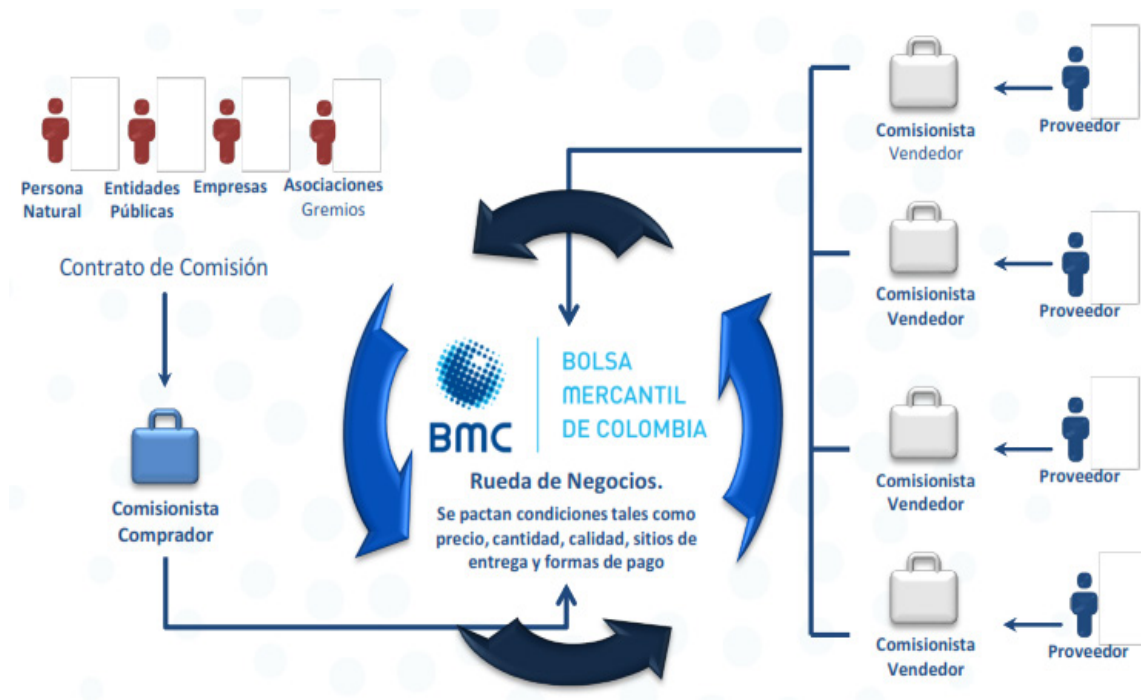 Persona
Natural
Entidades
Públicas
Empresas
Asociaciones
Gremios
Contrato de Comisión
Comisionista
Comprador
BMC
BOLSA
MERCANTIL
DE COLOMBIA
Rueda de Negocios.
Se pactan condiciones tales como
precio, cantidad, calidad, sitios de
entrega y formas de pago
Comisionista
Vendedor
Proveedor
Comisionista
Vendedor
Proveedor
Comisionista
Vendedor
Proveedor
Comisionista
Vendedor
Proveedor